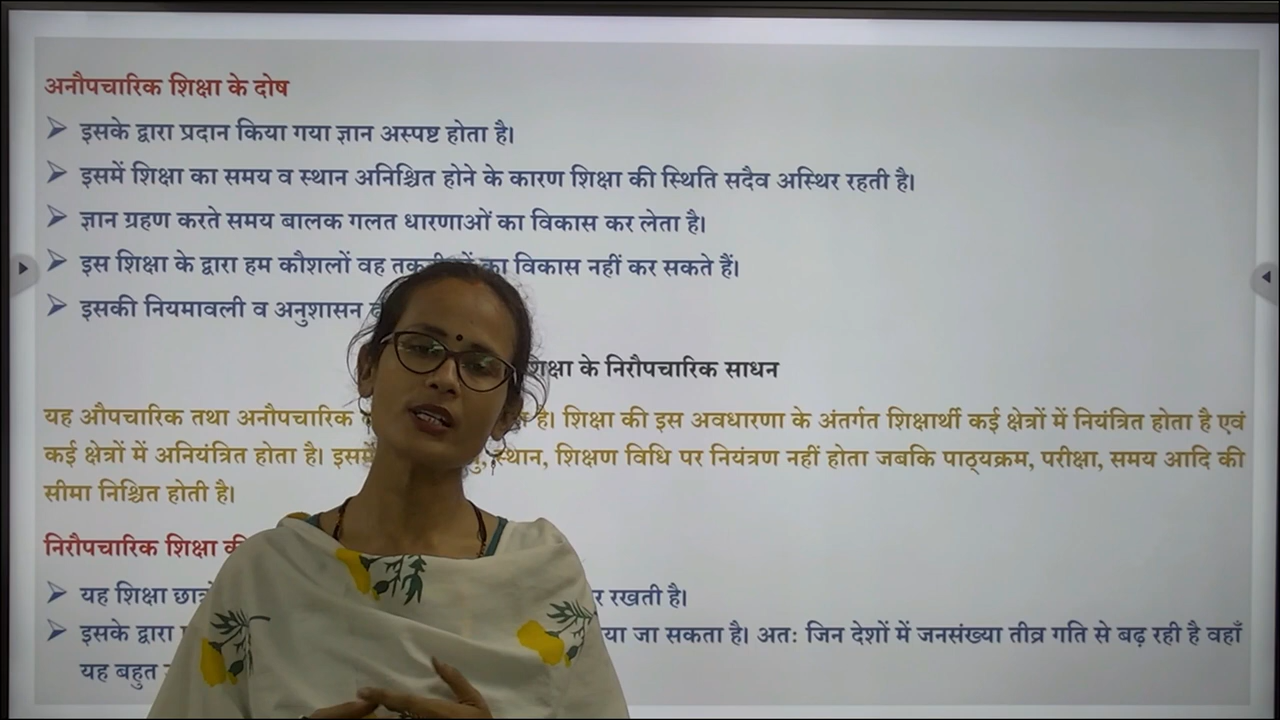 अनौपचारिक शिक्षा के दोष
इसके द्वारा प्रदान किया गया ज्ञान अस्पष्ट होता है।
इसमें शिक्षा का समय व स्थान अनिश्चित होने के कारण शिक्षा की स्थिति सदैव अस्थिर रहती है।
ज्ञान ग्रहण करते समय बालक गलत धारणाओं का विकास कर लेता है।
इस शिक्षा के द्वारा हम कौशलों वह का विकास नहीं कर सकते हैं।
इसकी नियमावली व अनुशासन
शिक्षा के निरौपचारिक साधन
यह औपचारिक तथा अनौपचारिक है। शिक्षा की इस अवधारणा के अंतर्गत शिक्षार्थी कई क्षेत्रों में नियंत्रित होता है एवं
कई क्षेत्रों में अनियंत्रित होता है। स्थान, शिक्षण विधि पर नियंत्रण नहीं होता जबकि पाठ्यक्रम, परीक्षा, समय आदि की
सीमा निश्चित होती है।
निरौपचारिक शिक्षा की
यह शिक्षा रखती है।
इसके द्वारा जा सकता है। अतः जिन देशों में जनसंख्या तीव्र गति से बढ़ रही है वहाँ
यह बहुत